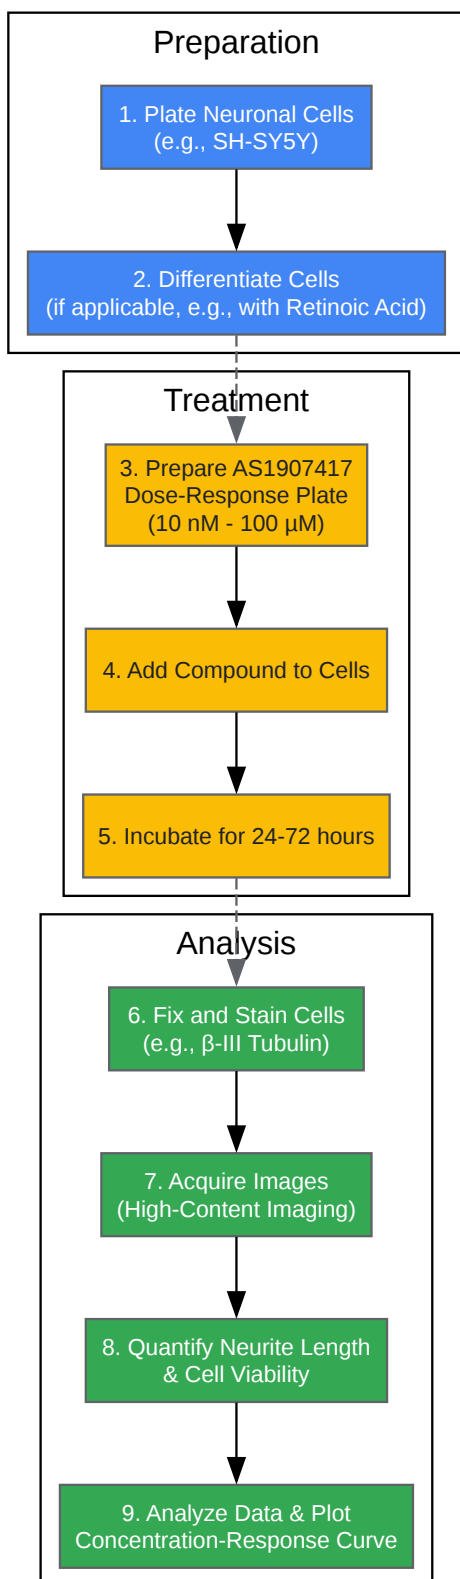 Preparation
1. Plate Neuronal Cells
(e.g., SH-SY5Y)
2. Differentiate Cells
(if applicable, e.g., with Retinoic Acid)
Treatment
3. Prepare AS1907417
Dose-Response Plate
(10 nM - 100 µM)
4. Add Compound to Cells
5. Incubate for 24-72 hours
Analysis
6. Fix and Stain Cells
(e.g., β-III Tubulin)
7. Acquire Images
(High-Content Imaging)
8. Quantify Neurite Length
& Cell Viability
9. Analyze Data & Plot
Concentration-Response Curve